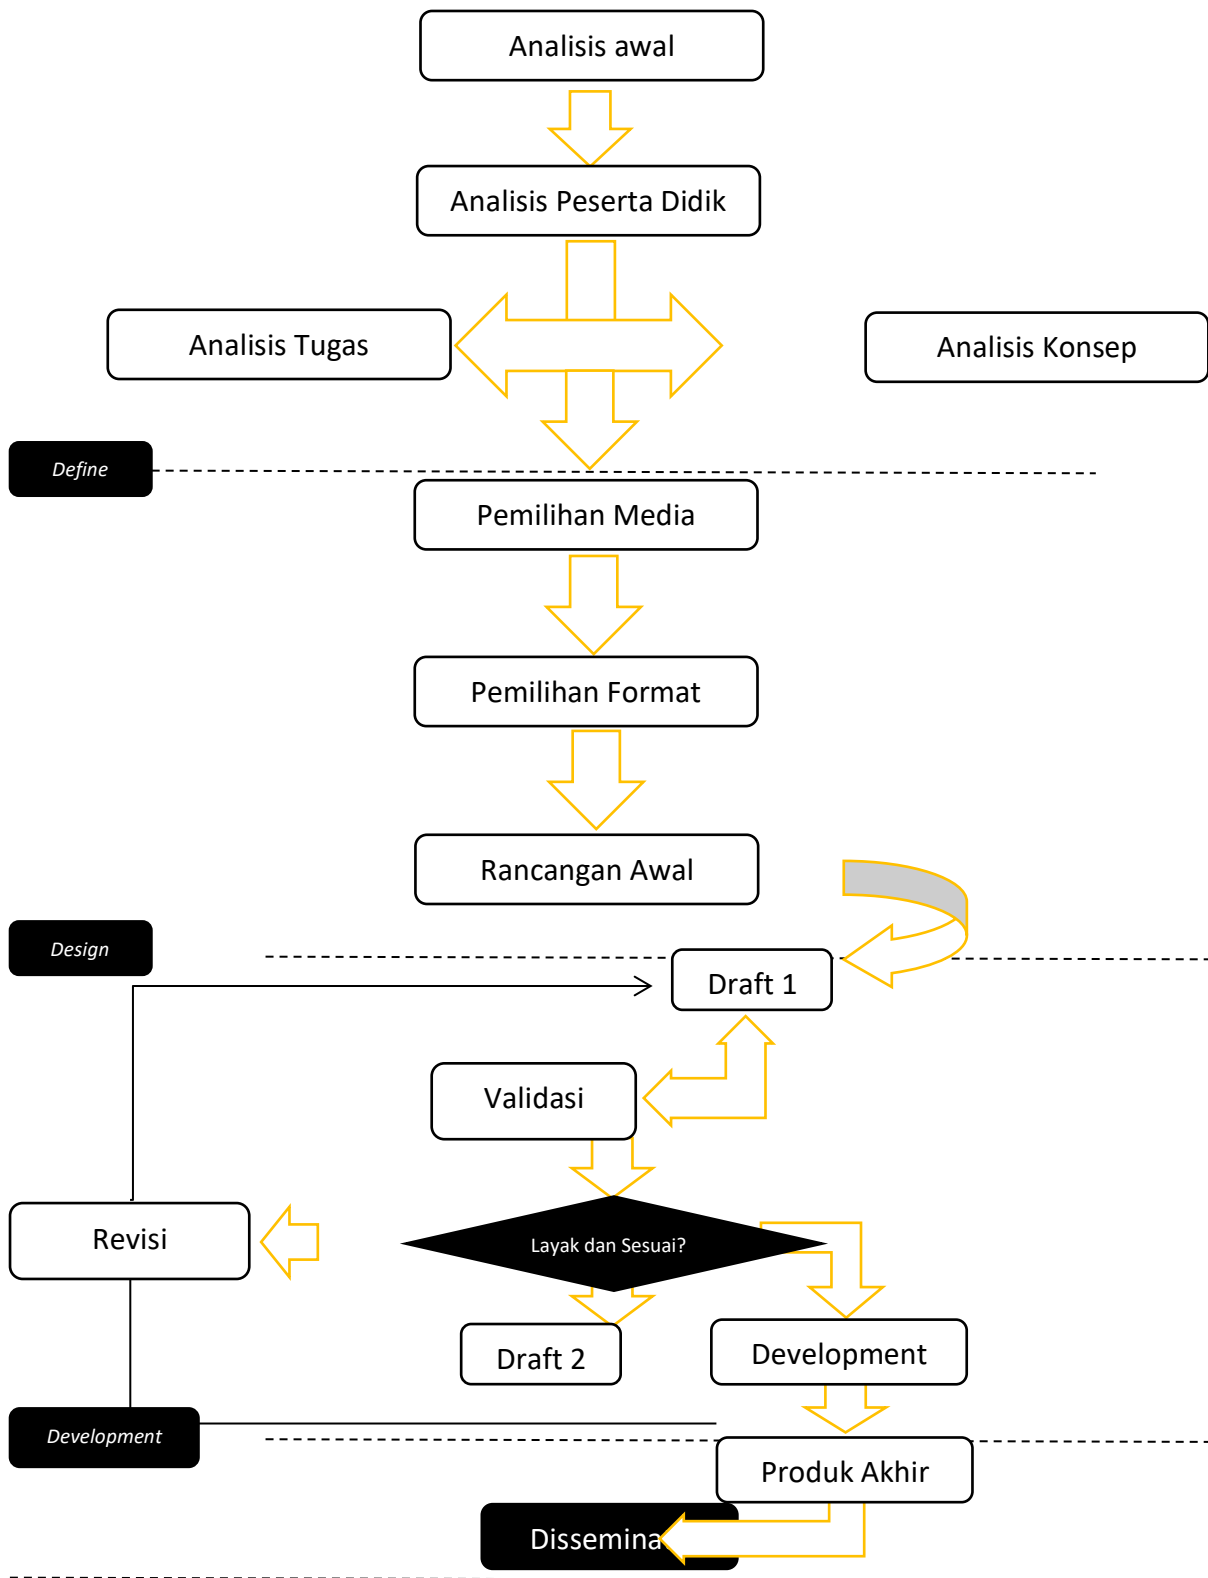 Analisis awal
Analisis Peserta Didik
Analisis Tugas
Analisis Konsep
Define
Pemilihan Media
Pemilihan Format
Rancangan Awal
Design
Draft 1
Validasi
Revisi
Layak dan Sesuai?
Draft 2
Development
Development
Produk Akhir
Dissemina